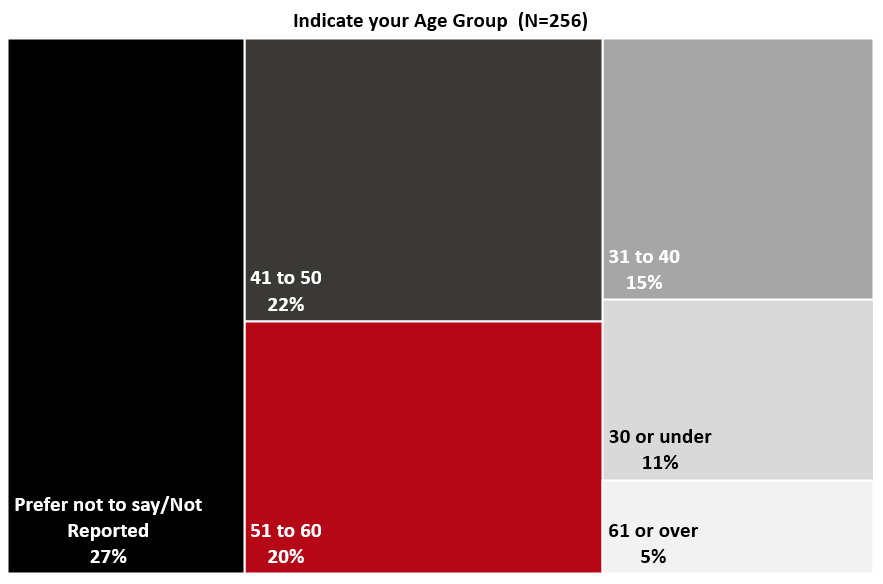 Indicate your Age Group  (N=256)
Prefer not to say/Not
Reported
27%
41 to 50
22%
51 to 60
20%
31 to 40
15%
30 or under
11%
61 or over
5%